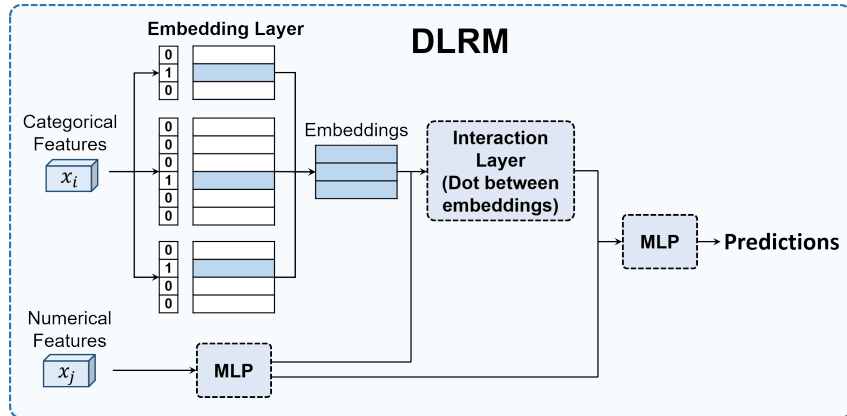 Embedding Layer
DLRM
0
1
0
Categorical
Features
x_i
0
0
0
1
0
0
Embeddings
Interaction
Layer
(Dot between
embeddings)
MLP
Predictions
0
1
0
0
Numerical
Features
x_j
MLP